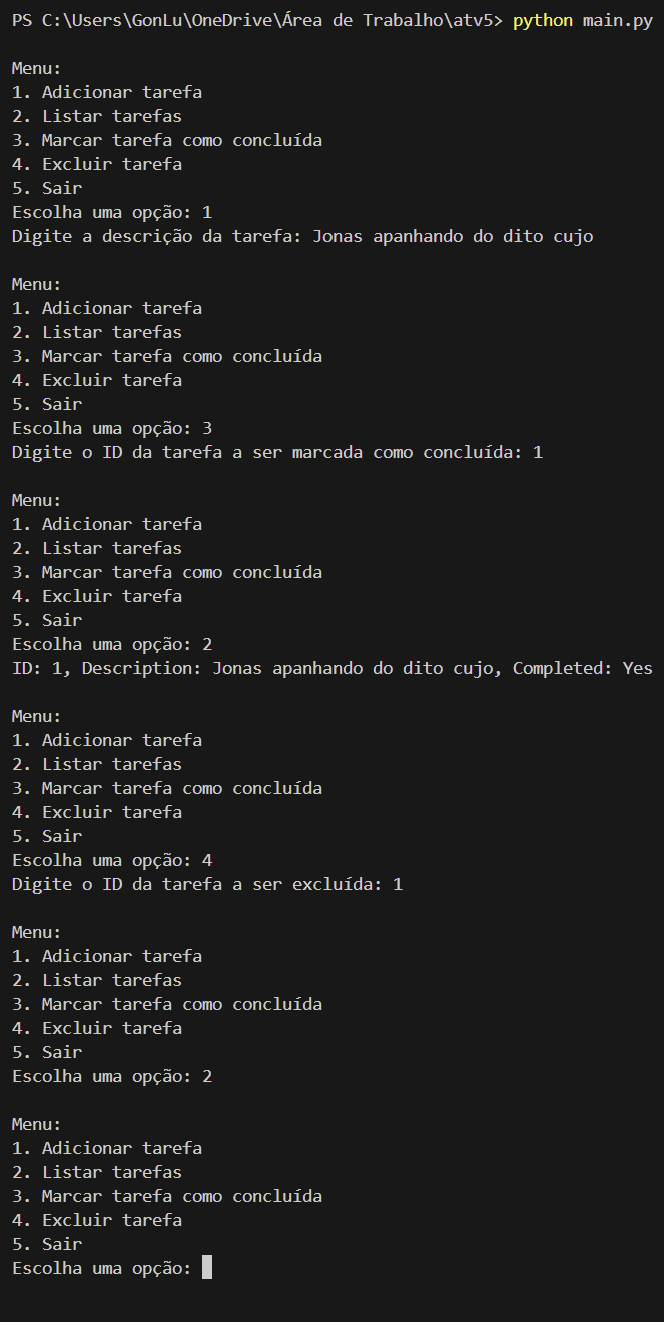 PS C:\Users\GonLu\OneDrive\Área de Trabalho\atv5> python main.py
Menu:
1. Adicionar tarefa
2. Listar tarefas
3. Marcar tarefa como concluída
4. Excluir tarefa
5. Sair
Escolha uma opção: 1
Digite a descrição da tarefa: Jonas apanhando do dito cujo
Menu:
1. Adicionar tarefa
2. Listar tarefas
3. Marcar tarefa como concluída
4. Excluir tarefa
5. Sair
Escolha uma opção: 3
Digite o ID da tarefa a ser marcada como concluída: 1
Menu:
1. Adicionar tarefa
2. Listar tarefas
3. Marcar tarefa como concluída
4. Excluir tarefa
5. Sair
Escolha uma opção: 2
ID: 1, Description: Jonas apanhando do dito cujo, Completed: Yes
Menu:
1. Adicionar tarefa
2. Listar tarefas
3. Marcar tarefa como concluída
4. Excluir tarefa
5. Sair
Escolha uma opção: 4
Digite o ID da tarefa a ser excluída: 1
Menu:
1. Adicionar tarefa
2. Listar tarefas
3. Marcar tarefa como concluída
4. Excluir tarefa
5. Sair
Escolha uma opção: 2
Menu:
1. Adicionar tarefa
2. Listar tarefas
3. Marcar tarefa como concluída
4. Excluir tarefa
5. Sair
Escolha uma opção: